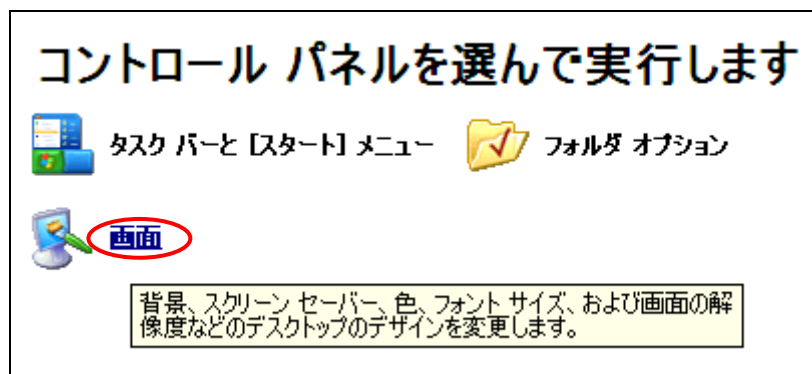 コントロール パネルを選んで実行します
タスク バーと [スタート] メニュー フォルダ オプション
画面
背景、スクリーン セーバー、色、フォント サイズ、および画面の解
像度などのデスクトップのデザインを変更します。